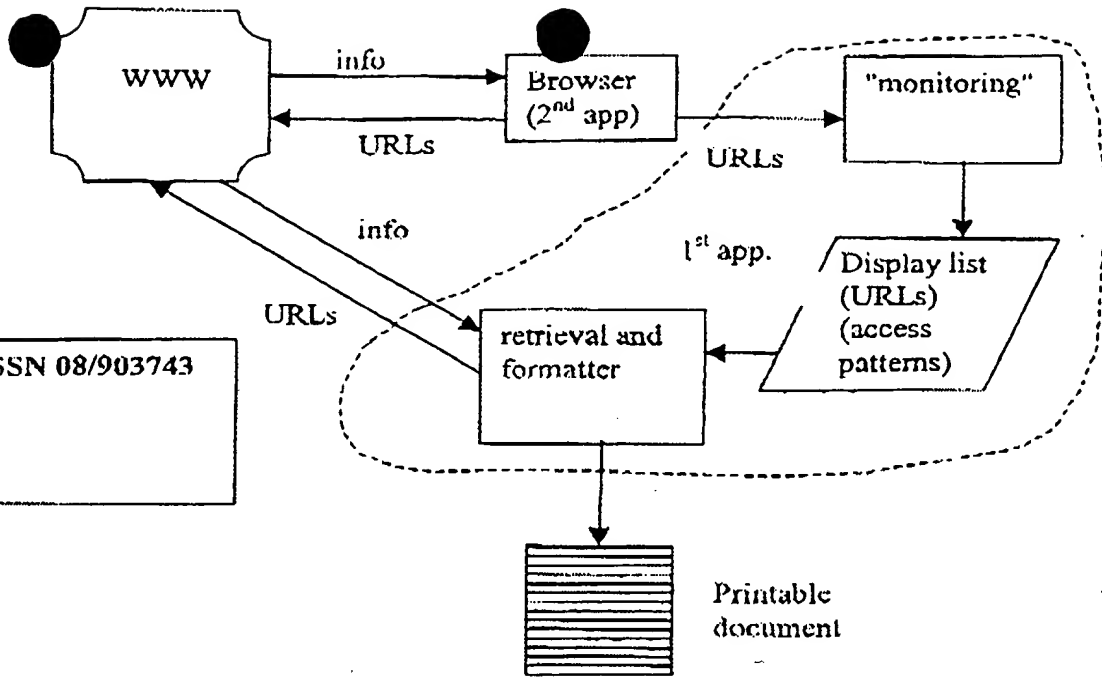 WWW
info
Browser
(2nd app)
"monitoring"
URLs
URLs
info
1st app.
Display list
(URLs)
(access
patterns)
URLs
retrieval and
formatter
SSN 08/903743
Printable
document